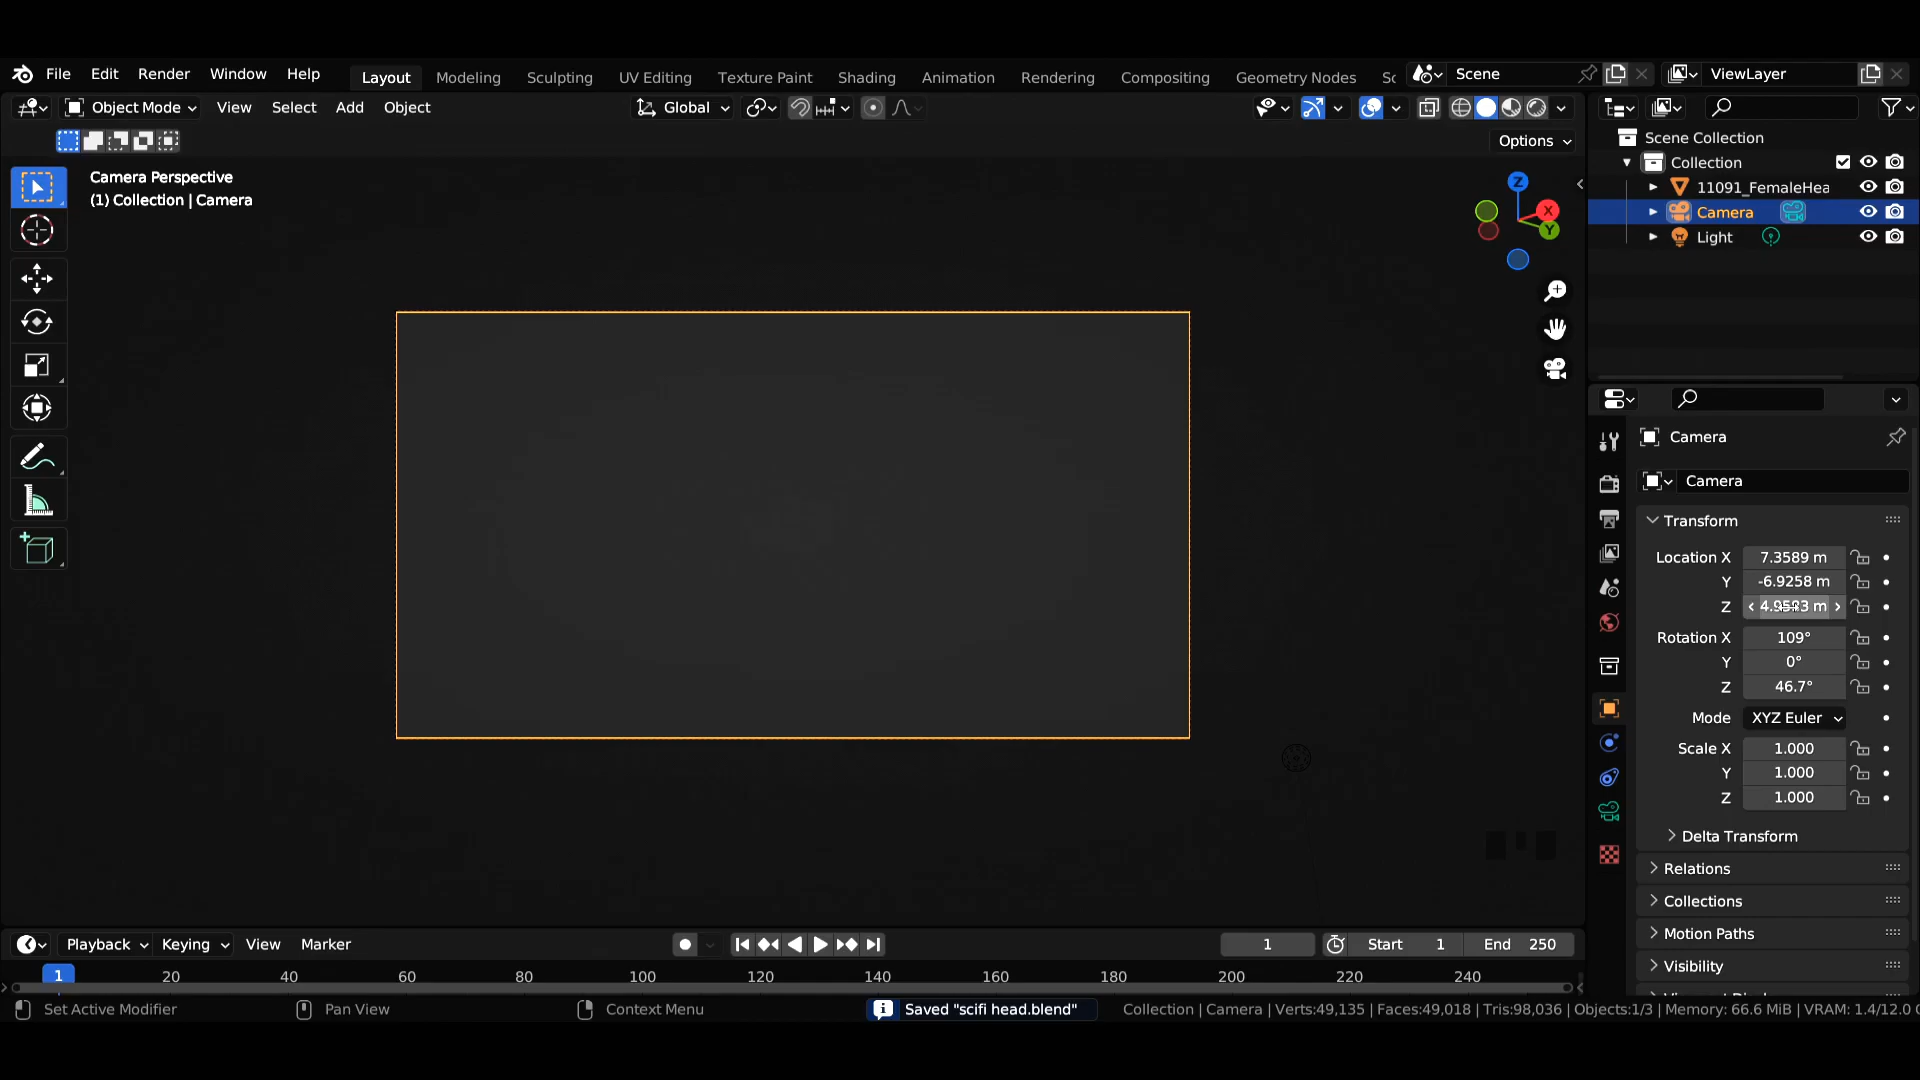 File Edit Render Window Help
Layout Modeling Sculpting UV Editing Texture Paint Shading Animation Rendering Compositing Geometry Nodes Sc
Scene
ViewLayer
Object Mode View Select Add Object
Global
Options
Camera Perspective
(1) Collection | Camera
Z
X
Y
Scene Collection
Collection
11091_FemaleHea
Camera
Light
Camera
Camera
Transform
Location X 7.3589 m
Y -6.9258 m
Z 4.9583 m
Rotation X 109°
Y 0°
Z 46.7°
Mode XYZ Euler
Scale X 1.000
Y 1.000
Z 1.000
Delta Transform
Relations
Collections
Motion Paths
Visibility
Playback Keying View Marker
1 Start 1 End 250
1 20 40 60 80 100 120 140 160 180 200 220 240
Set Active Modifier Pan View Context Menu
Saved "scifi head.blend"
Collection | Camera | Verts:49,135 | Faces:49,018 | Tris:98,036 | Objects:1/3 | Memory: 66.6 MiB | VRAM: 1.4/12.0